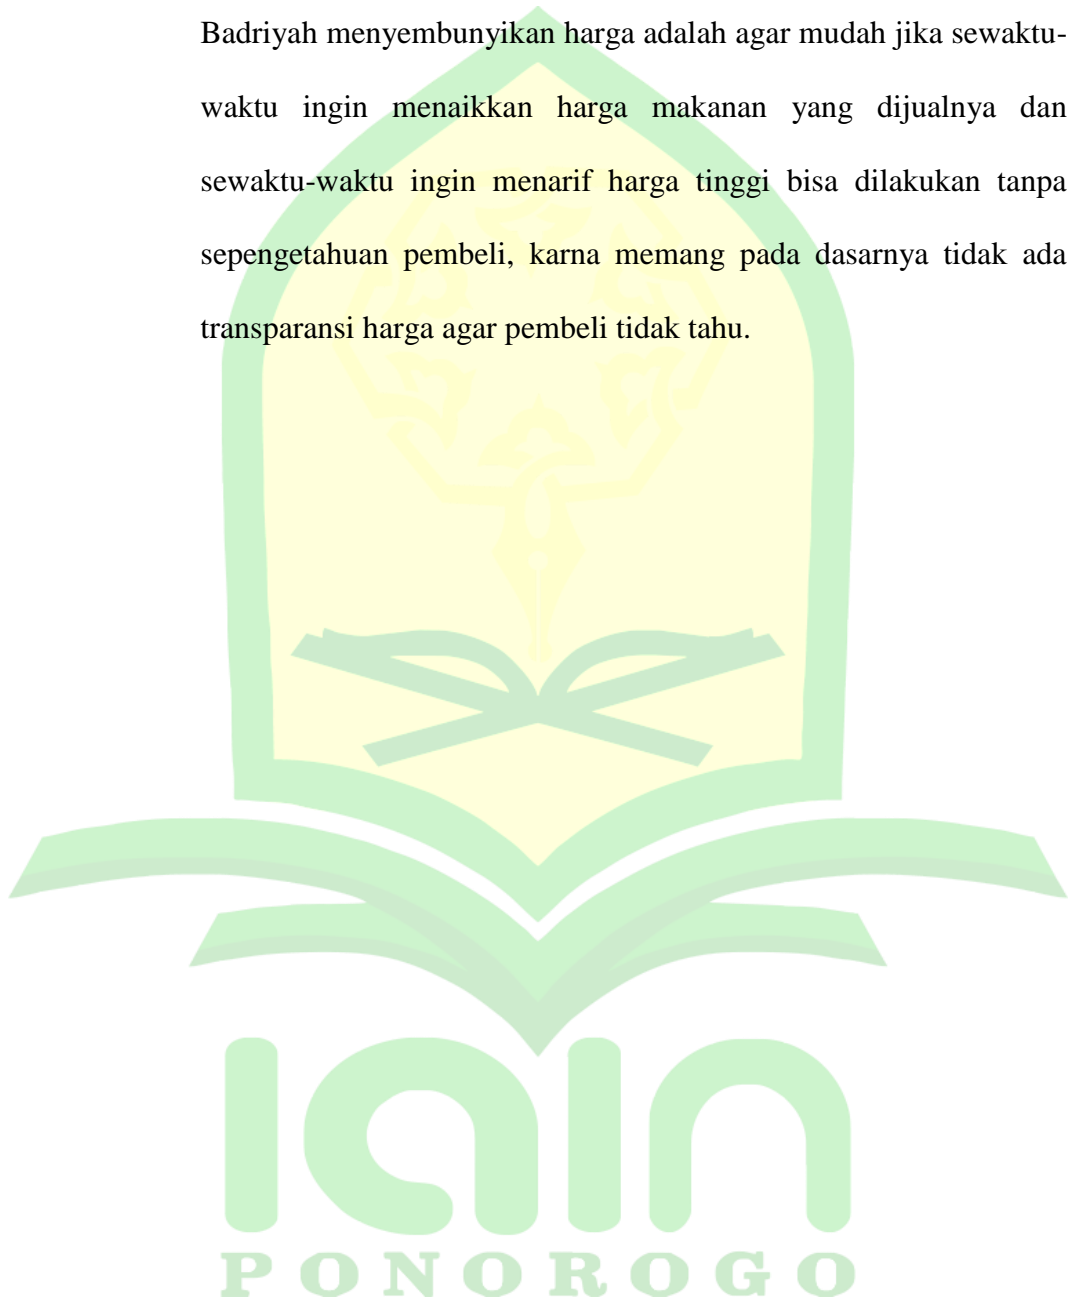 Badriyah menyembunyikan harga adalah agar mudah jika sewaktu-
waktu ingin menaikkan harga makanan yang dijualnya dan
sewaktu-waktu ingin menarif harga tinggi bisa dilakukan tanpa
sepengetahuan pembeli, karna memang pada dasarnya tidak ada
transparansi harga agar pembeli tidak tahu.
iain
PONOROGO